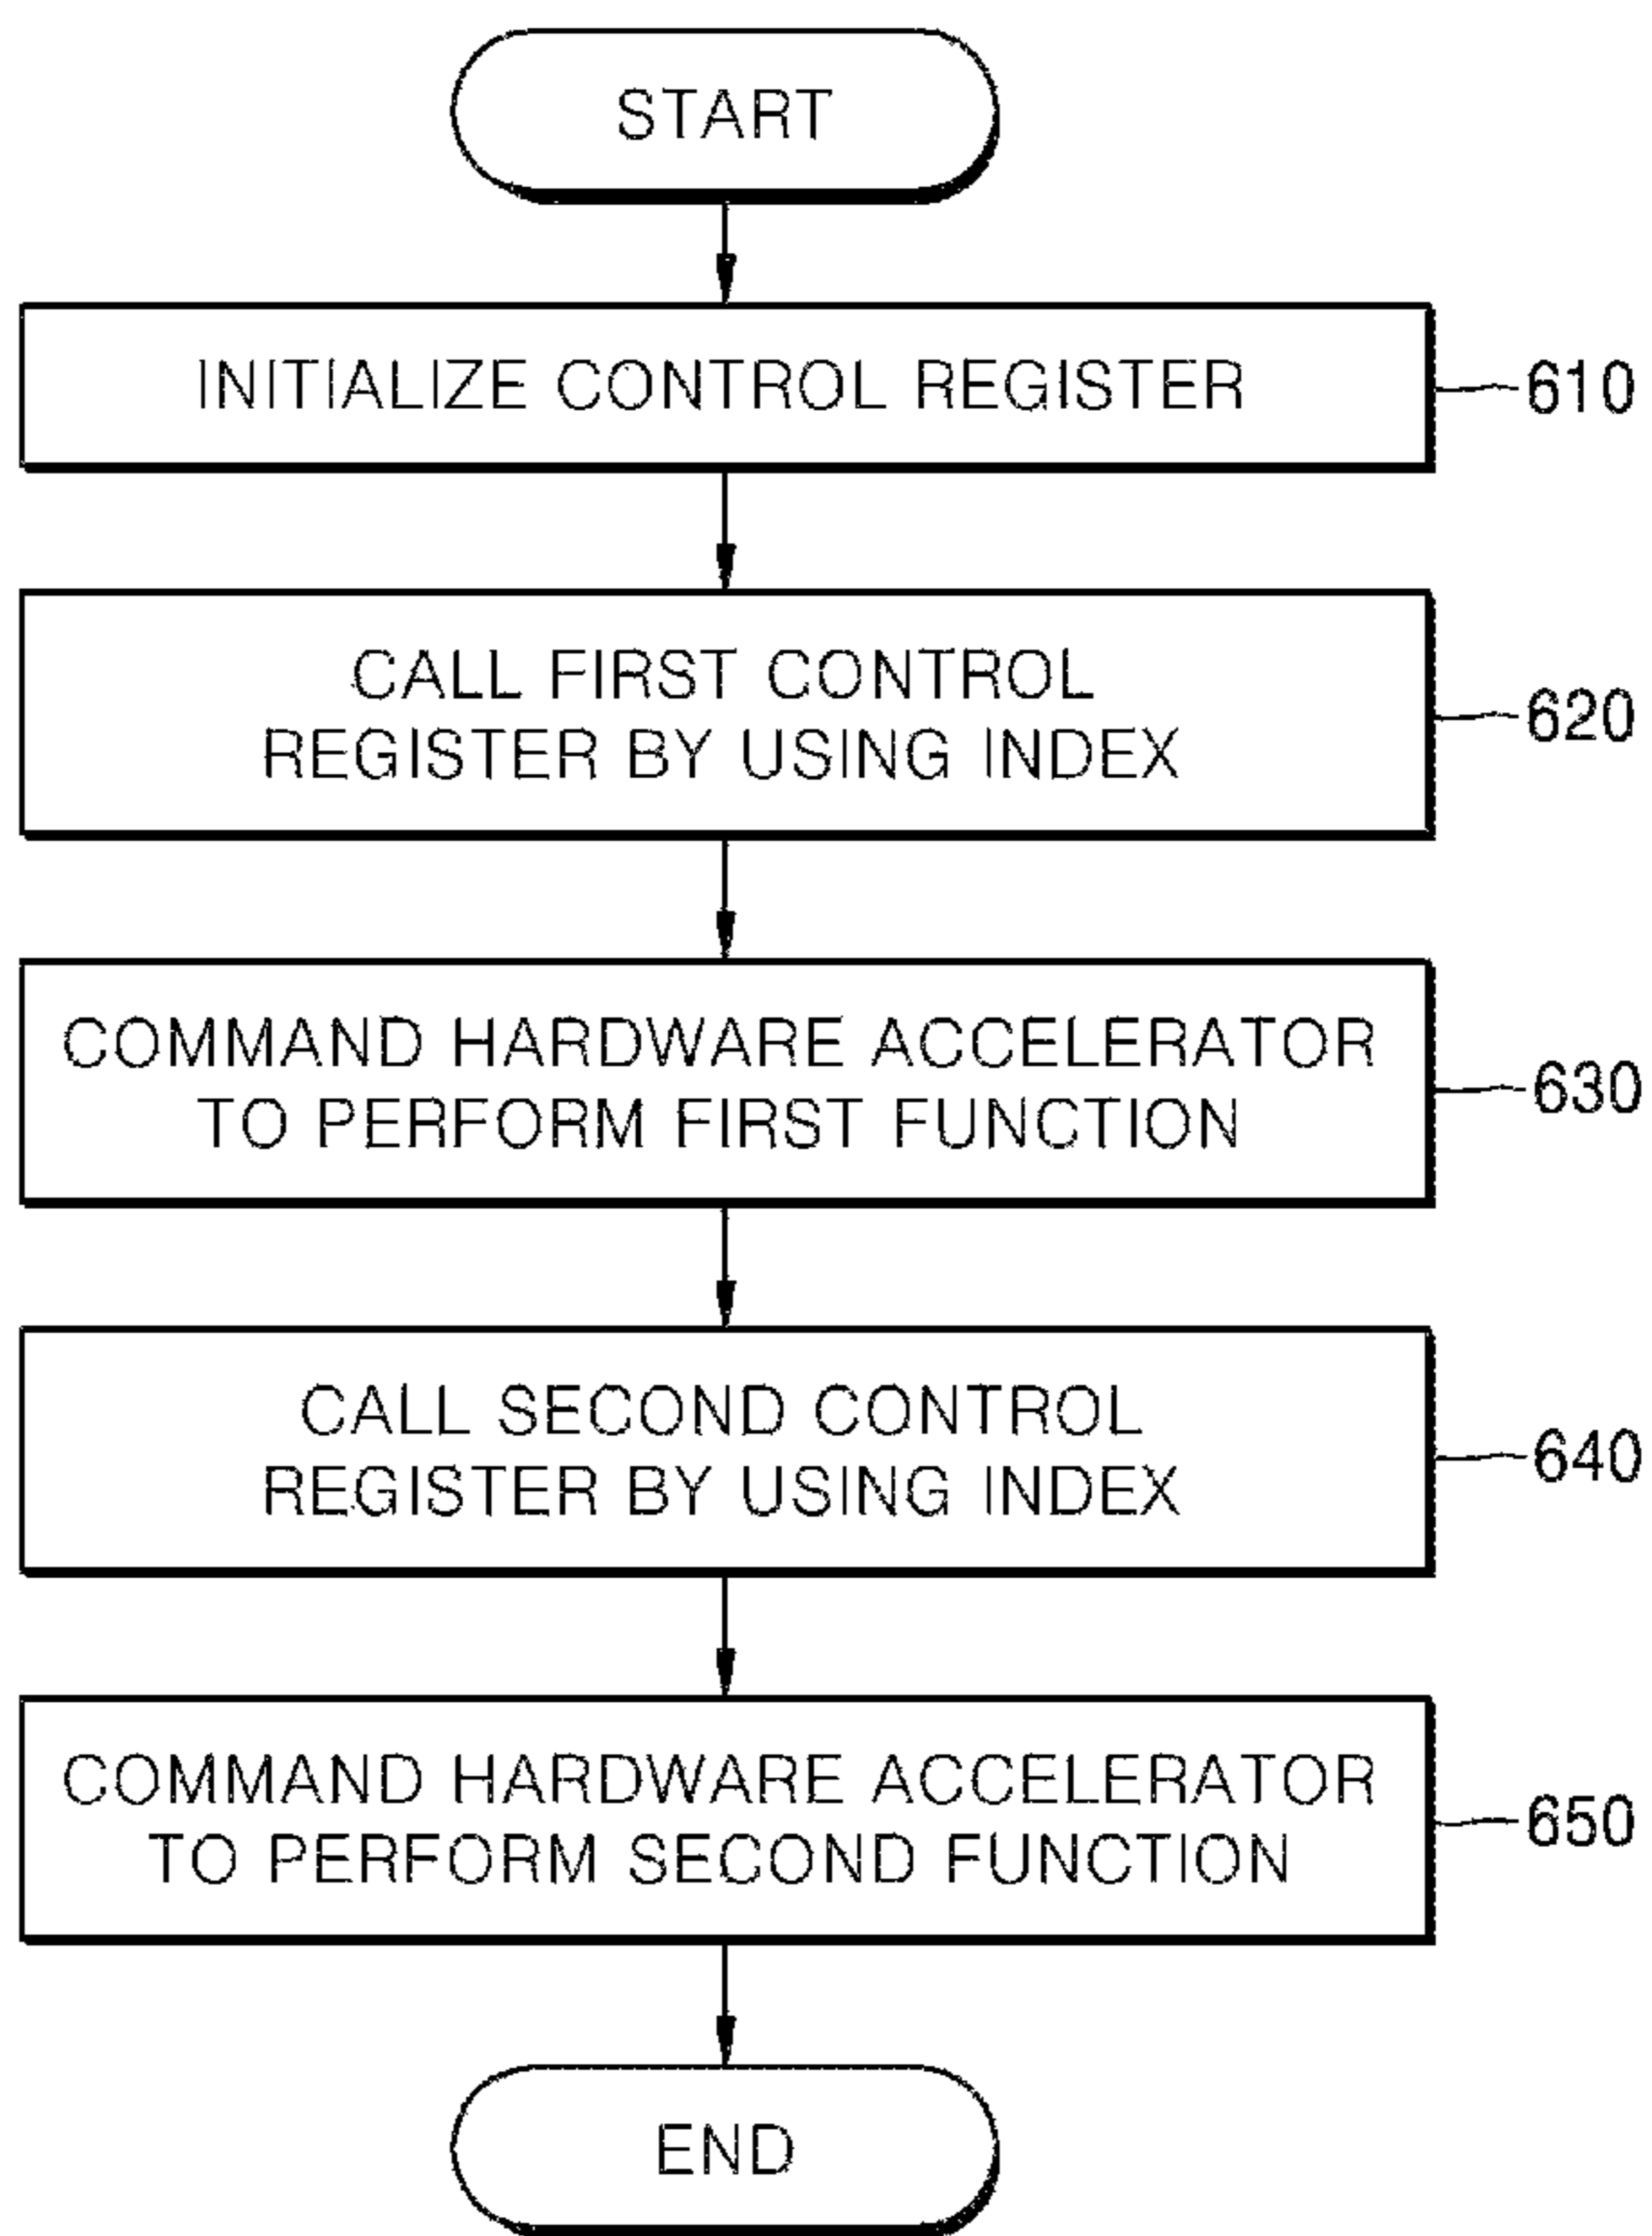 START
INITIALIZE CONTROL REGISTER
610
CALL FIRST CONTROL
REGISTER BY USING INDEX
620
COMMAND HARDWARE ACCELERATOR
TO PERFORM FIRST FUNCTION
630
CALL SECOND CONTROL
REGISTER BY USING INDEX
640
COMMAND HARDWARE ACCELERATOR
TO PERFORM SECOND FUNCTION
650
END